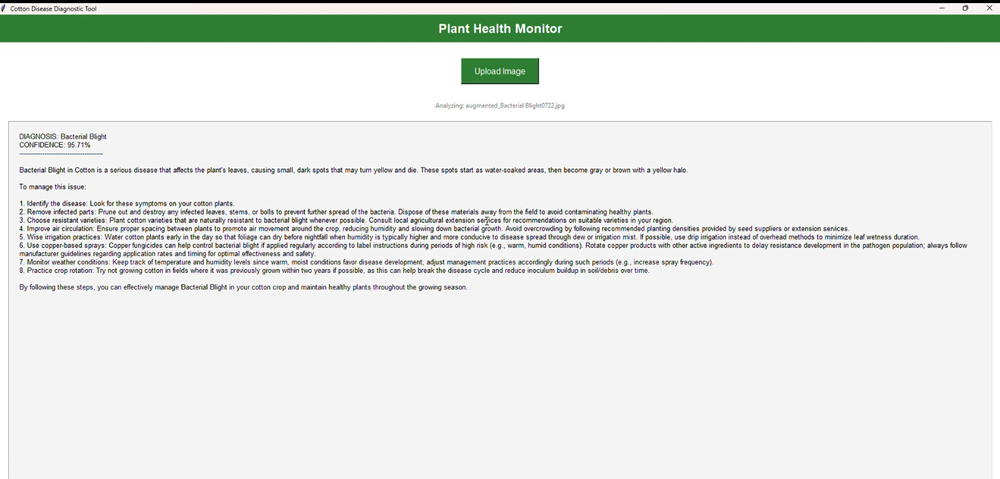 Cotton Disease Diagnostic Tool
Plant Health Monitor
Upload Image
Analyzing: augmented_Bacterial Blight0722.jpg
DIAGNOSIS: Bacterial Blight
CONFIDENCE: 95.71%
----------------------------------------
Bacterial Blight in Cotton is a serious disease that affects the plant's leaves, causing small, dark spots that may turn yellow and die. These spots start as water-soaked areas, then become gray or brown with a yellow halo.
To manage this issue:
1. Identify the disease: Look for these symptoms on your cotton plants.
2. Remove infected parts: Prune out and destroy any infected leaves, stems, or bolls to prevent further spread of the bacteria. Dispose of these materials away from the field to avoid contaminating healthy plants.
3. Choose resistant varieties: Plant cotton varieties that are naturally resistant to bacterial blight whenever possible. Consult local agricultural extension services for recommendations on suitable varieties in your region.
4. Improve air circulation: Ensure proper spacing between plants to promote air movement around the crop, reducing humidity and slowing down bacterial growth. Avoid overcrowding by following recommended planting densities provided by seed suppliers or extension services.
5. Wise irrigation practices: Water cotton plants early in the day so that foliage can dry before nightfall when humidity is typically higher and more conducive to disease spread through dew or irrigation mist. If possible, use drip irrigation instead of overhead methods to minimize leaf wetness duration.
6. Use copper-based sprays: Copper fungicides can help control bacterial blight if applied regularly according to label instructions during periods of high risk (e.g., warm, humid conditions). Rotate copper products with other active ingredients to delay resistance development in the pathogen population; always follow
manufacturer guidelines regarding application rates and timing for optimal effectiveness and safety.
7. Monitor weather conditions: Keep track of temperature and humidity levels since warm, moist conditions favor disease development; adjust management practices accordingly during such periods (e.g., increase spray frequency).
8. Practice crop rotation: Try not growing cotton in fields where it was previously grown within two years if possible, as this can help break the disease cycle and reduce inoculum buildup in soil/debris over time.
By following these steps, you can effectively manage Bacterial Blight in your cotton crop and maintain healthy plants throughout the growing season.